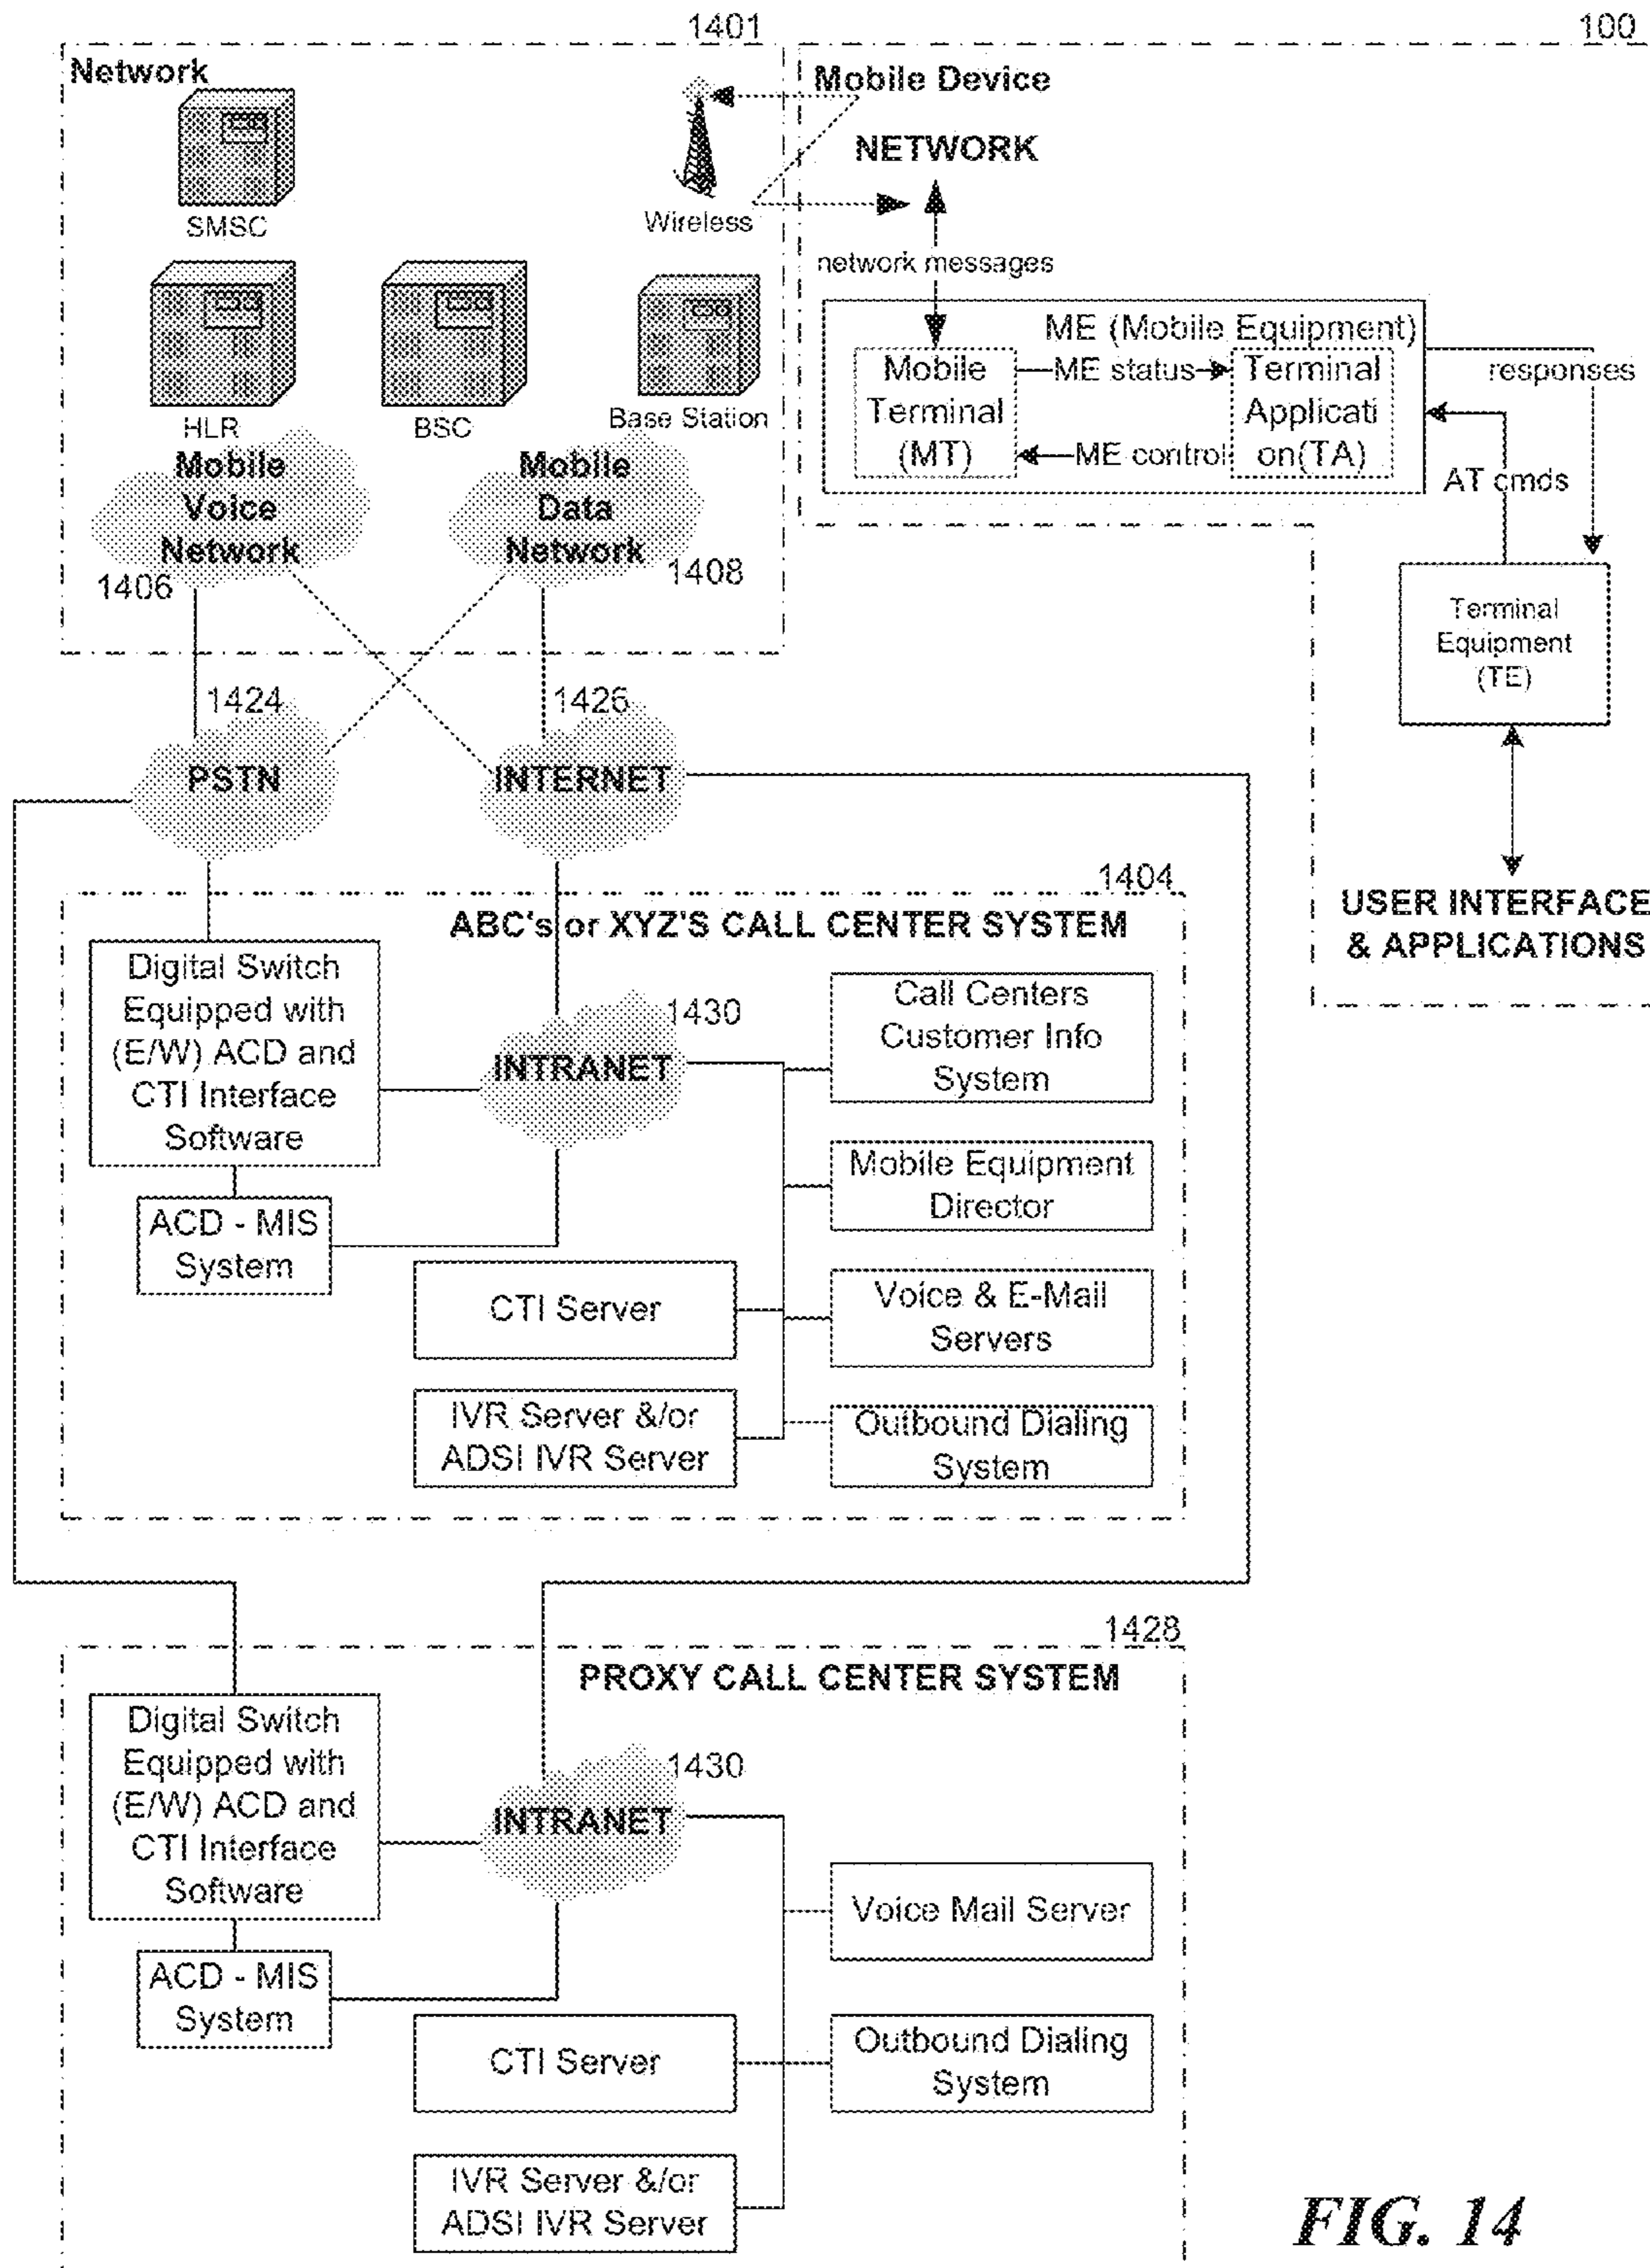 1401
100
Network
Mobile Device
NETWORK
SMSC
Wireless
network messages
HLR
BSC
Base Station
ME (Mobile Equipment)
Mobile
Terminal
(MT)
ME status
ME control
Terminal
Applicati
on(TA)
responses
AT cmds
Mobile
Voice
Network
1406
Mobile
Data
Network
1408
Terminal
Equipment
(TE)
1424
PSTN
1426
INTERNET
USER INTERFACE
& APPLICATIONS
1404
ABC's or XYZ'S CALL CENTER SYSTEM
Digital Switch
Equipped with
(E/W) ACD and
CTI Interface
Software
1430
INTRANET
Call Centers
Customer Info
System
Mobile Equipment
Director
ACD - MIS
System
CTI Server
Voice & E-Mail
Servers
IVR Server &/or
ADSI IVR Server
Outbound Dialing
System
1428
PROXY CALL CENTER SYSTEM
Digital Switch
Equipped with
(E/W) ACD and
CTI Interface
Software
1430
INTRANET
Voice Mail Server
ACD - MIS
System
CTI Server
Outbound Dialing
System
IVR Server &/or
ADSI IVR Server
FIG. 14